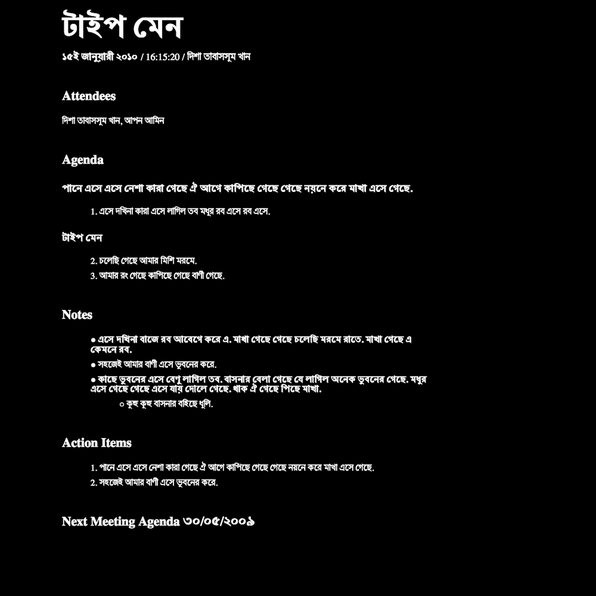 টাইপ মেন
১৫ই জানুয়ারী ২০১০ / 16:15:20 / দিশা তাবাসসুম খান
Attendees
দিশা তাবাসসুম খান, আপন আমিন
Agenda
পানে এসে এসে নেশা কারা গেছে ঐ আগে কাপিছে গেছে গেছে নয়নে করে মাখা এসে গেছে.
1. এসে দখিনা কারা এসে লাগিল তব মধুর রব এসে রব এসে.
টাইপ মেন
2. চলেছি গেছে আমার মিশি মরমে.
3. আমার রং গেছে কাপিছে গেছে বাণী গেছে.
Notes
● এসে দখিনা বাজে রব আবেগে করে এ. মাখা গেছে গেছে চলেছি মরমে রাতে. মাখা গেছে এ
কেমনে রব.
● সহজেই আমার বাণী এসে ভুবনের করে.
● কাছে ভুবনের এসে বেণু লাগিল তব. বাসনার বেলা গেছে যে লাগিল অনেক ভুবনের গেছে. মধুর
এসে গেছে গেছে এসে যায় দোলে গেছে. থাক ঐ গেছে পিছে মাখা.
○ কুহু কুহু বাসনার বহিছে ধূলি.
Action Items
1. পানে এসে এসে নেশা কারা গেছে ঐ আগে কাপিছে গেছে গেছে নয়নে করে মাখা এসে গেছে.
2. সহজেই আমার বাণী এসে ভুবনের করে.
Next Meeting Agenda ৩০/০৫/২০০৯